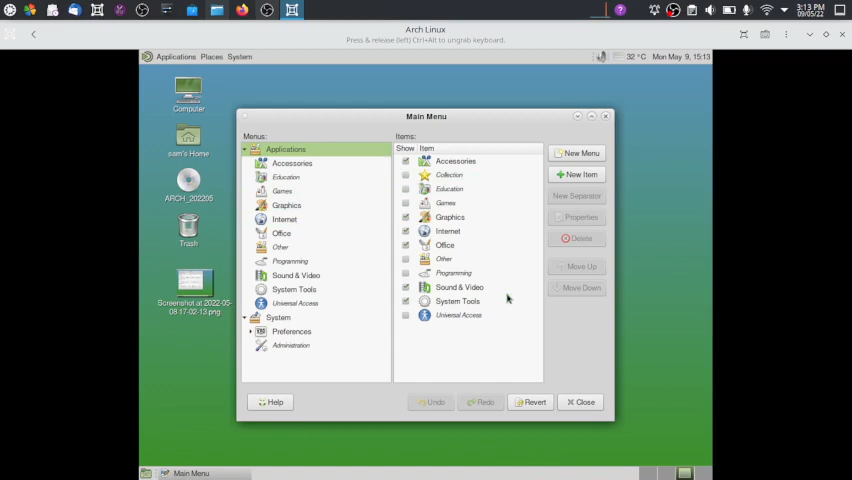 3:13 PM
09/05/22
Arch Linux
Press & release (left) Ctrl+Alt to ungrab keyboard.
Applications Places System
32 °C Mon May 9, 15:13
Computer
sam's Home
ARCH_202205
Trash
Screenshot at 2022-05-
08 17-02-13.png
Main Menu
Menus:
Applications
Accessories
Education
Games
Graphics
Internet
Office
Other
Programming
Sound & Video
System Tools
Universal Access
System
Preferences
Administration
Items:
Show Item
Accessories
Collection
Education
Games
Graphics
Internet
Office
Other
Programming
Sound & Video
System Tools
Universal Access
New Menu
New Item
New Separator
Properties
Delete
Move Up
Move Down
Help
Undo
Redo
Revert
Close
Main Menu